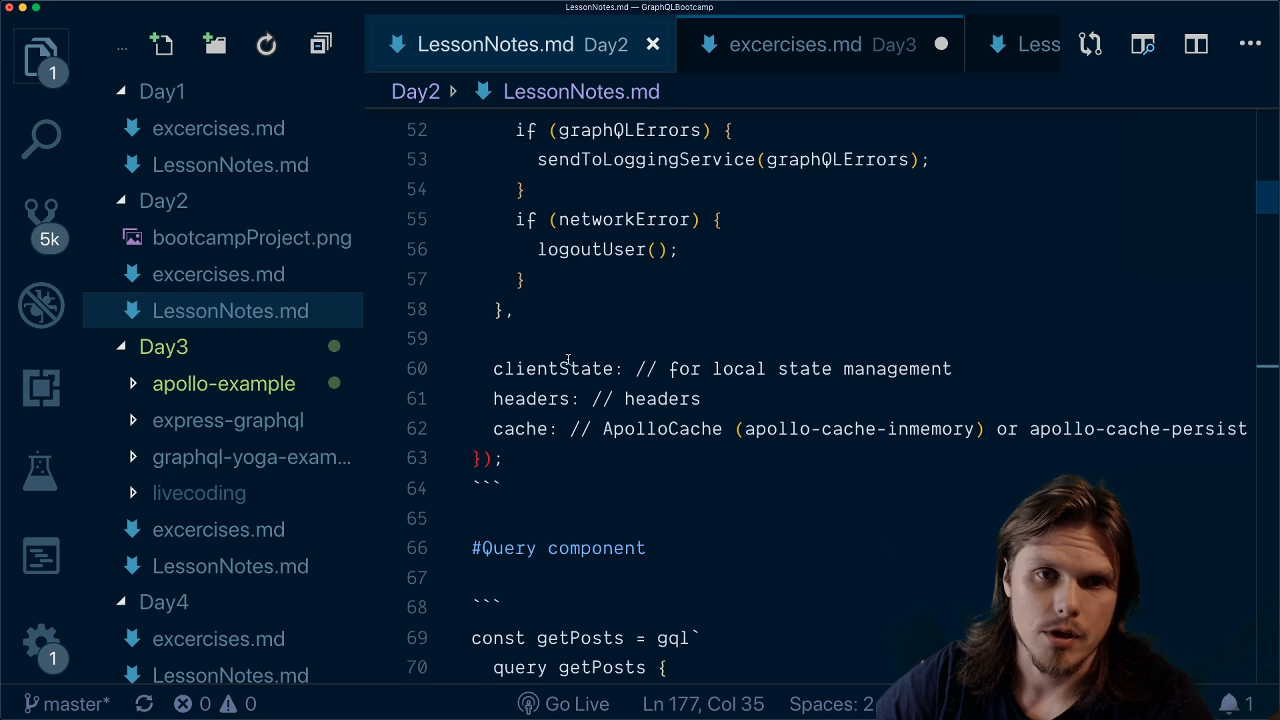 LessonNotes.md — GraphQLBootcamp
...
LessonNotes.md Day2
excercises.md Day3
Less
1
Day2 LessonNotes.md
Day1
excercises.md
LessonNotes.md
Day2
bootcampProject.png
excercises.md
LessonNotes.md
Day3
apollo-example
express-graphql
graphql-yoga-exam...
livecoding
excercises.md
LessonNotes.md
Day4
excercises.md
LessonNotes.md
5k
1
52 if (graphQLErrors) {
53 sendToLoggingService(graphQLErrors);
54 }
55 if (networkError) {
56 logoutUser();
57 }
58 },
59
60 clientState: // for local state management
61 headers: // headers
62 cache: // ApolloCache (apollo-cache-inmemory) or apollo-cache-persist
63 });
64 ```
65
66 #Query component
67
68 ```
69 const getPosts = gql`
70 query getPosts {
master* 0 0 Go Live Ln 177, Col 35 Spaces: 2 1